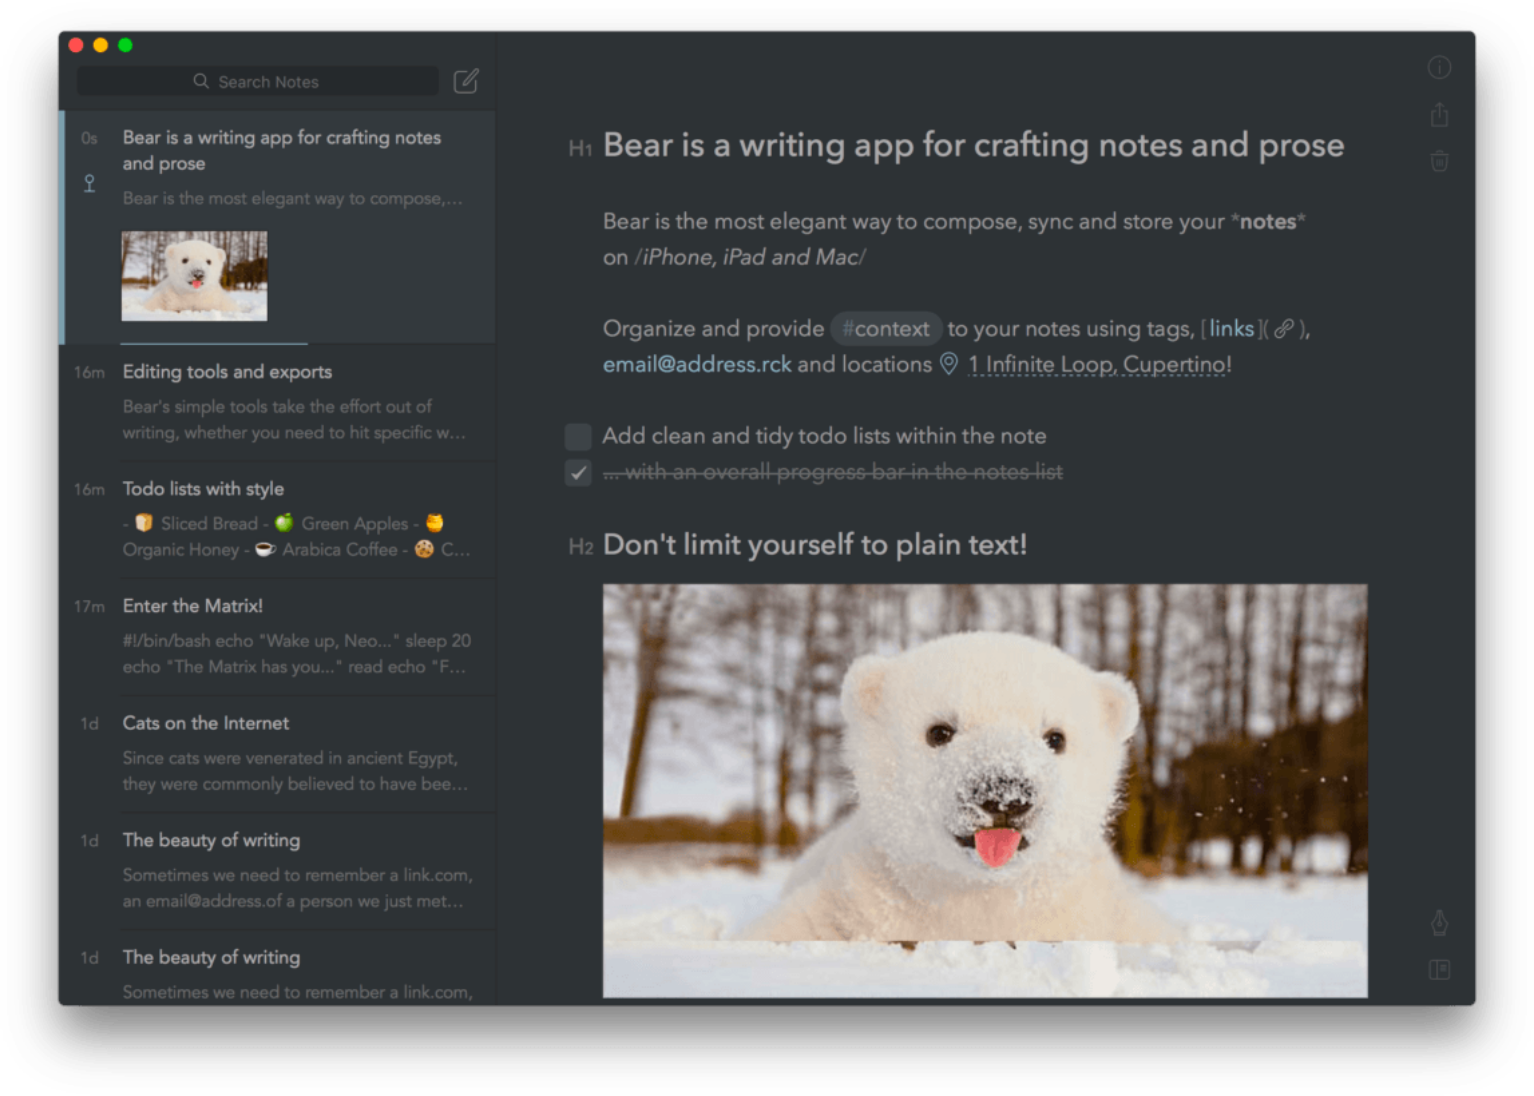 Search Notes
0s
Bear is a writing app for crafting notes
and prose
Bear is the most elegant way to compose,...
16m
Editing tools and exports
Bear's simple tools take the effort out of
writing, whether you need to hit specific w...
16m
Todo lists with style
- 🍞 Sliced Bread - 🍏 Green Apples - 🍯
Organic Honey - ☕ Arabica Coffee - 🍪 C...
17m
Enter the Matrix!
#!/bin/bash echo "Wake up, Neo..." sleep 20
echo "The Matrix has you..." read echo "F...
1d
Cats on the Internet
Since cats were venerated in ancient Egypt,
they were commonly believed to have bee...
1d
The beauty of writing
Sometimes we need to remember a link.com,
an email@address.of a person we just met...
1d
The beauty of writing
Sometimes we need to remember a link.com,
H1 Bear is a writing app for crafting notes and prose
Bear is the most elegant way to compose, sync and store your *notes*
on /iPhone, iPad and Mac/
Organize and provide #context to your notes using tags, [links](🔗),
email@address.rck and locations 1 Infinite Loop, Cupertino!
Add clean and tidy todo lists within the note
... with an overall progress bar in the notes list
H2 Don't limit yourself to plain text!